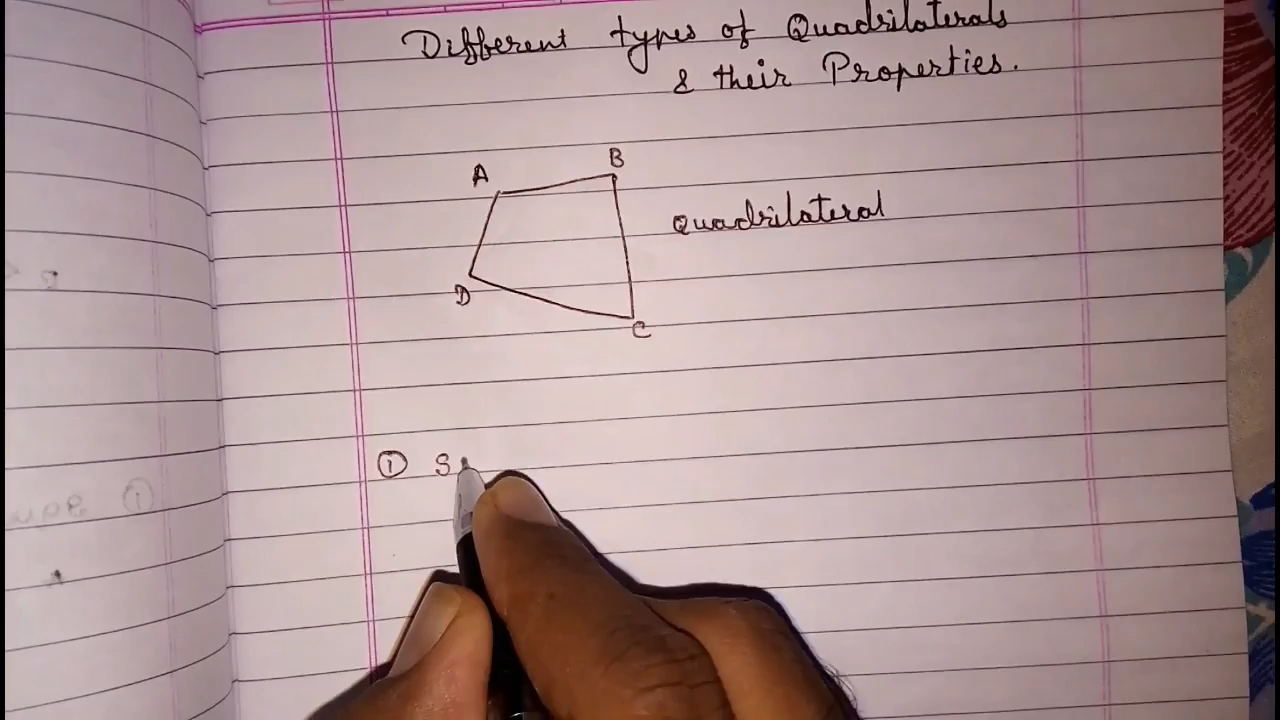 Different types of Quadrilaterals
& their Properties.
A
B
Quadrilateral
D
C
① S